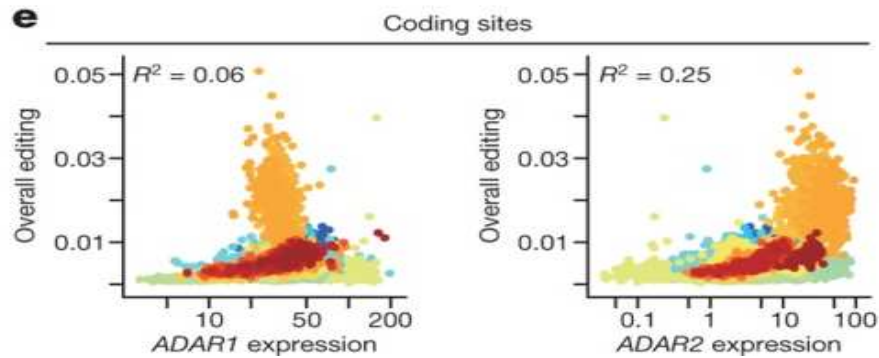 e
Coding sites
R² = 0.06
Overall editing
0.05
0.03
0.01
10 50 200
ADAR1 expression
R² = 0.25
Overall editing
0.05
0.03
0.01
0.1 1 10 100
ADAR2 expression